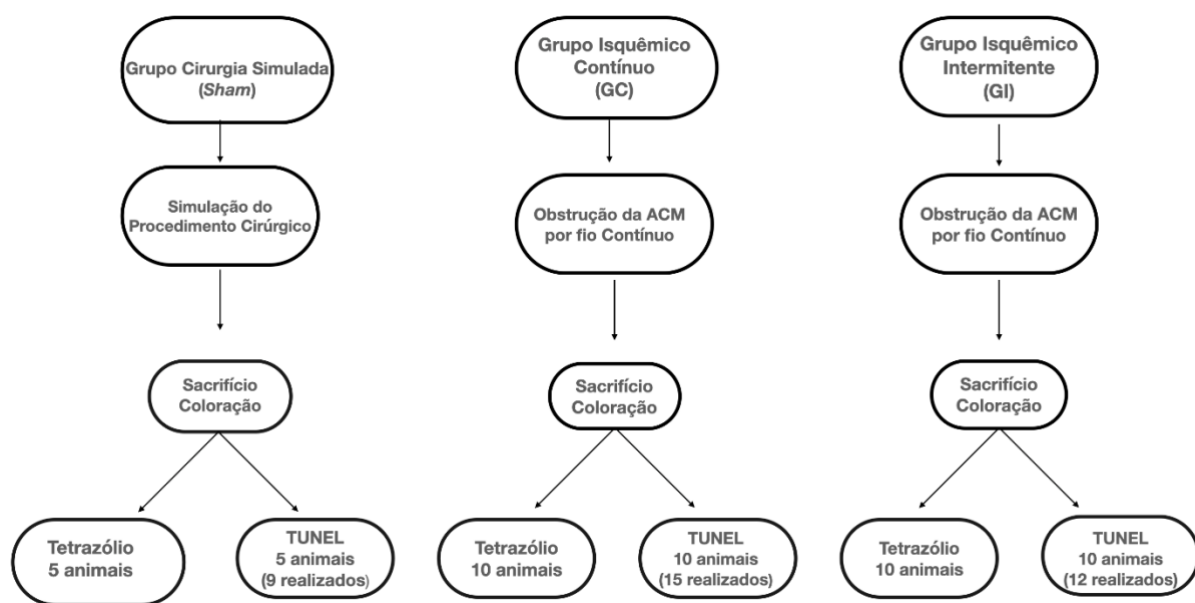 Grupo Cirurgia Simulada
(Sham)
Simulação do
Procedimento Cirúrgico
Sacrifício
Coloração
Tetrazólio
5 animais
TUNEL
5 animais
(9 realizados)
Grupo Isquêmico
Contínuo
(GC)
Obstrução da ACM
por fio Contínuo
Sacrifício
Coloração
Tetrazólio
10 animais
TUNEL
10 animais
(15 realizados)
Grupo Isquêmico
Intermitente
(GI)
Obstrução da ACM
por fio Contínuo
Sacrifício
Coloração
Tetrazólio
10 animais
TUNEL
10 animais
(12 realizados)